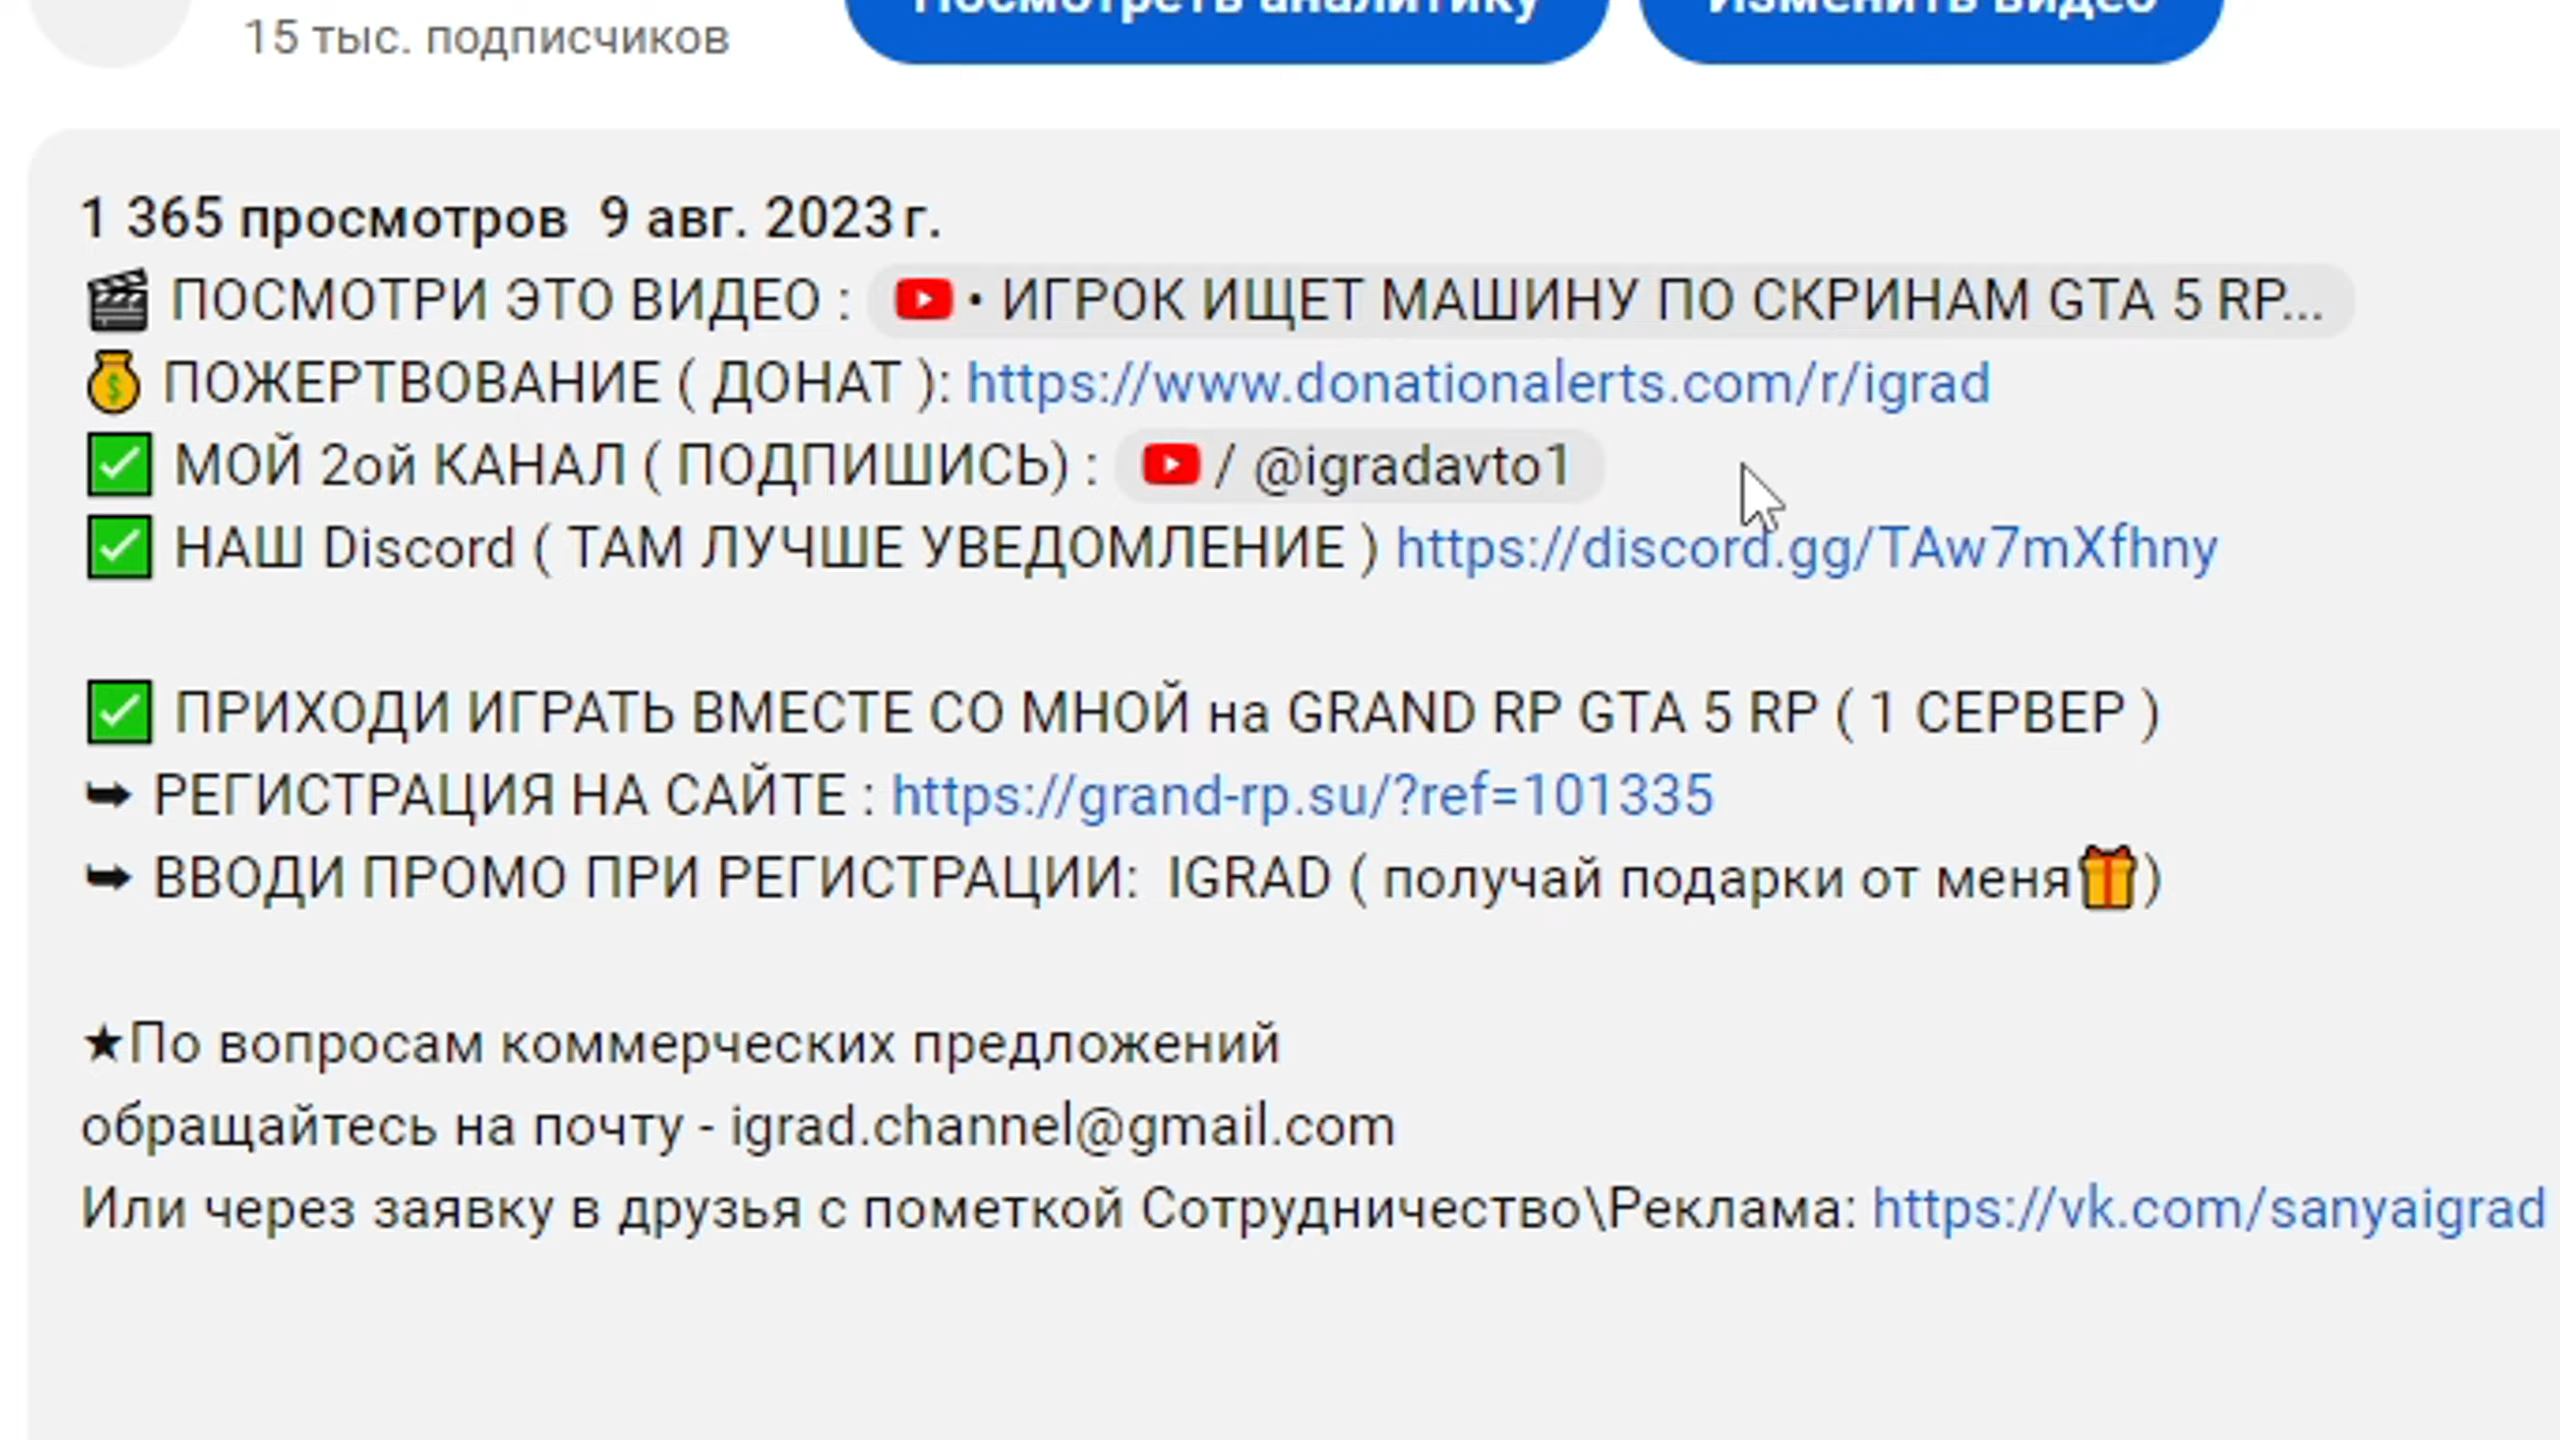 Посмотреть аналитику
Изменить видео
15 тыс. подписчиков
1 365 просмотров 9 авг. 2023 г.
🎬 ПОСМОТРИ ЭТО ВИДЕО : • ИГРОК ИЩЕТ МАШИНУ ПО СКРИНАМ GTA 5 RP...
💰 ПОЖЕРТВОВАНИЕ ( ДОНАТ ): https://www.donationalerts.com/r/igrad
✅ МОЙ 2ой КАНАЛ ( ПОДПИШИСЬ) : / @igradavto1
✅ НАШ Discord ( ТАМ ЛУЧШЕ УВЕДОМЛЕНИЕ ) https://discord.gg/TAw7mXfhny
✅ ПРИХОДИ ИГРАТЬ ВМЕСТЕ СО МНОЙ на GRAND RP GTA 5 RP ( 1 СЕРВЕР )
➥ РЕГИСТРАЦИЯ НА САЙТЕ : https://grand-rp.su/?ref=101335
➥ ВВОДИ ПРОМО ПРИ РЕГИСТРАЦИИ: IGRAD ( получай подарки от меня🎁)
★По вопросам коммерческих предложений
обращайтесь на почту - igrad.channel@gmail.com
Или через заявку в друзья с пометкой Сотрудничество\Реклама: https://vk.com/sanyaigrad